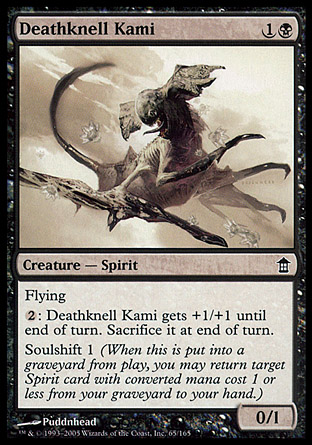 Deathknell Kami 1
Creature — Spirit
Flying
2: Deathknell Kami gets +1/+1 until
end of turn. Sacrifice it at end of turn.
Soulshift 1 (When this is put into a
graveyard from play, you may return target
Spirit card with converted mana cost 1 or
less from your graveyard to your hand.)
0/1
Puddnhead
™ & © 1993–2005 Wizards of the Coast, Inc. 65/165